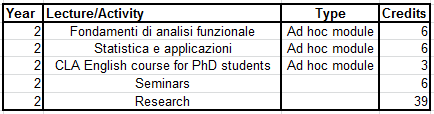 Year Lecture/Activity Type Credits
2 Fondamenti di analisi funzionale Ad hoc module 6
2 Statistica e applicazioni Ad hoc module 6
2 CLA English course for PhD students Ad hoc module 3
2 Seminars 6
2 Research 39